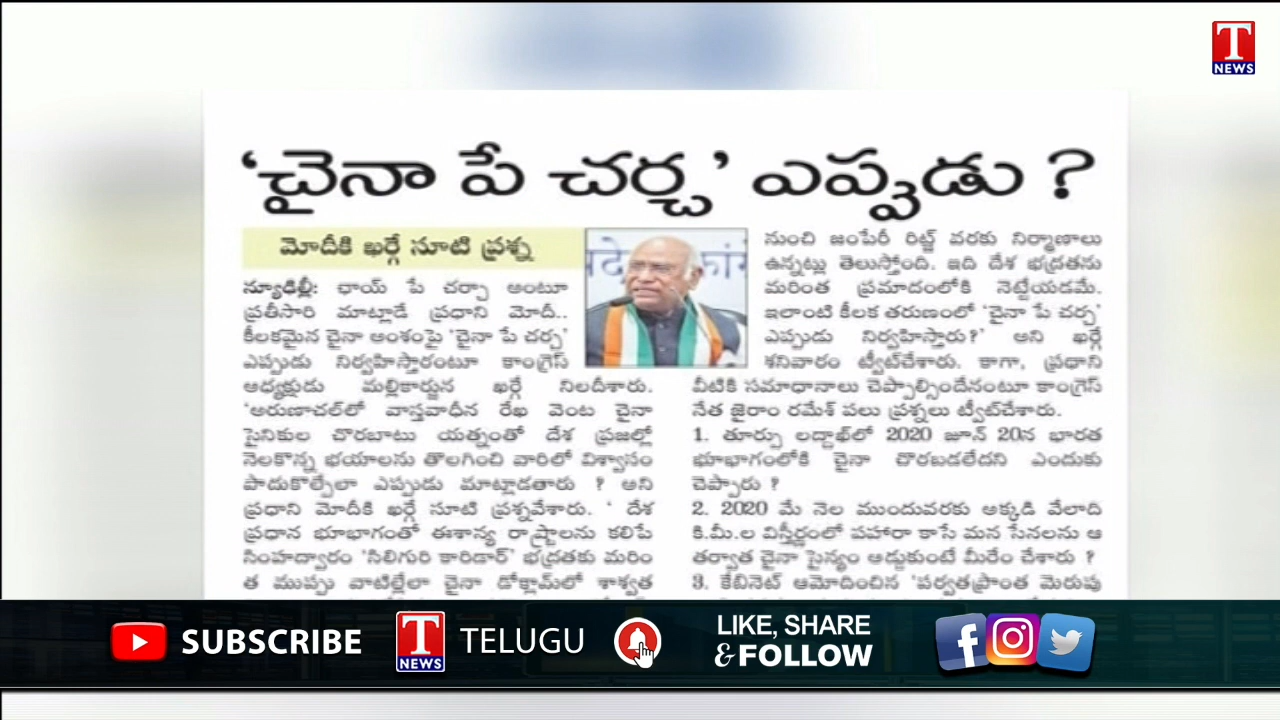 T
NEWS
‘చైనా పే చర్చ’ ఎప్పుడు ?
మోదీకి ఖర్గే సూటి ప్రశ్న
న్యూఢిల్లీ: ఛాయ్ పే చర్చా అంటూ
ప్రతీసారి మాట్లాడే ప్రధాని మోదీ..
కీలకమైన చైనా అంశంపై ‘చైనా పే చర్చ’
ఎప్పుడు నిర్వహిస్తారంటూ కాంగ్రెస్
అధ్యక్షుడు మల్లికార్జున ఖర్గే నిలదీశారు.
‘అరుణాచల్‌లో వాస్తవాధీన రేఖ వెంట చైనా
సైనికుల చొరబాటు యత్నంతో దేశ ప్రజల్లో
నెలకొన్న భయాలను తొలగించి వారిలో విశ్వాసం
పాదుకొల్పేలా ఎప్పుడు మాట్లాడతారు ? అని
ప్రధాని మోదీకి ఖర్గే సూటి ప్రశ్నవేశారు. ‘ దేశ
ప్రధాన భూభాగంతో ఈశాన్య రాష్ట్రాలను కలిపే
సింహద్వారం ‘సిలిగురి కారిడార్’ భద్రతకు మరిం
త ముప్పు వాటిల్లేలా చైనా డోక్లామ్‌లో శాశ్వత
నుంచి జంపేరీ రిట్జ్ వరకు నిర్మాణాలు
ఉన్నట్లు తెలుస్తోంది. ఇది దేశ భద్రతను
మరింత ప్రమాదంలోకి నెట్టేయడమే.
ఇలాంటి కీలక తరుణంలో ‘చైనా పే చర్చ’
ఎప్పుడు నిర్వహిస్తారు?’ అని ఖర్గే
శనివారం ట్వీట్‌చేశారు. కాగా, ప్రధాని
వీటికి సమాధానాలు చెప్పాల్సిందేనంటూ కాంగ్రెస్
నేత జైరాం రమేశ్ పలు ప్రశ్నలు ట్వీట్‌చేశారు.
1. తూర్పు లద్దాఖ్‌లో 2020 జూన్ 20న భారత
భూభాగంలోకి చైనా చొరబడలేదని ఎందుకు
చెప్పారు ?
2. 2020 మే నెల ముందువరకు అక్కడి వేలాది
కి.మీ.ల విస్తీర్ణంలో పహారా కాసే మన సేనలను ఆ
తర్వాత చైనా సైన్యం అడ్డుకుంటే మీరేం చేశారు ?
3. కేబినెట్ ఆమోదించిన ‘పర్వతప్రాంత మెరుపు
SUBSCRIBE
T
NEWS
TELUGU
LIKE, SHARE
& FOLLOW